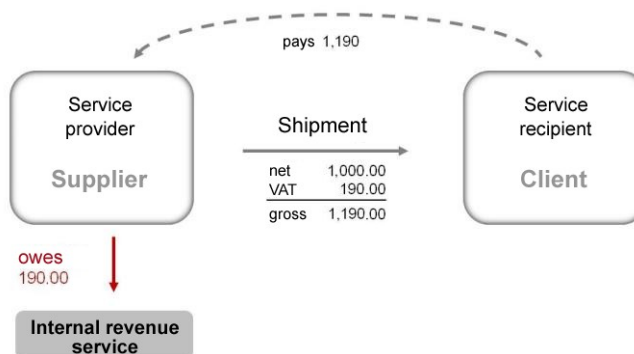 pays 1,190
Service
provider
Supplier
Shipment
net 1,000.00
VAT 190.00
gross 1,190.00
Service
recipient
Client
owes
190.00
Internal revenue
service